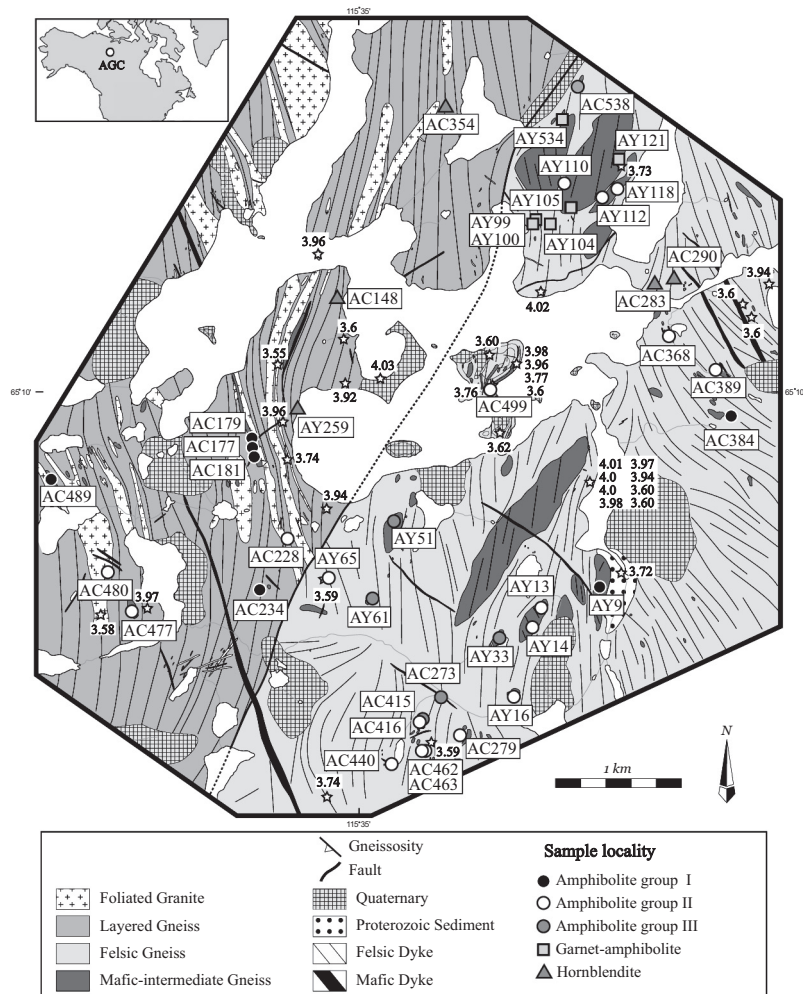 115°35'
AGC
AC354
AC538
AY534
AY121
AY110
3.73
AY105
AY118
AY112
AY99
AY100
AY104
3.96
AC290
AC148
AC283
3.94
3.6
4.02
3.6
3.6
3.55
3.60
3.98
3.96
3.77
3.6
AC368
4.03
3.92
65°10'
65°10'
3.76
AC499
AC389
3.96
AY259
AC384
AC179
AC177
AC181
3.62
3.74
4.01 3.97
4.0 3.94
4.0 3.60
3.98 3.60
AC489
3.94
AY51
AC228
AY65
3.72
AC480
3.97
AC234
3.59
AY13
AY9
3.58
AC477
AY61
AY33
AY14
AC273
AC415
AY16
AC416
3.59
AC279
AC440
AC462
AC463
3.74
N
1 km
115°35'
Gneissosity
Fault
Foliated Granite
Quaternary
Layered Gneiss
Proterozoic Sediment
Felsic Gneiss
Felsic Dyke
Mafic-intermediate Gneiss
Mafic Dyke
Sample locality
Amphibolite group I
Amphibolite group II
Amphibolite group III
Garnet-amphibolite
Hornblendite